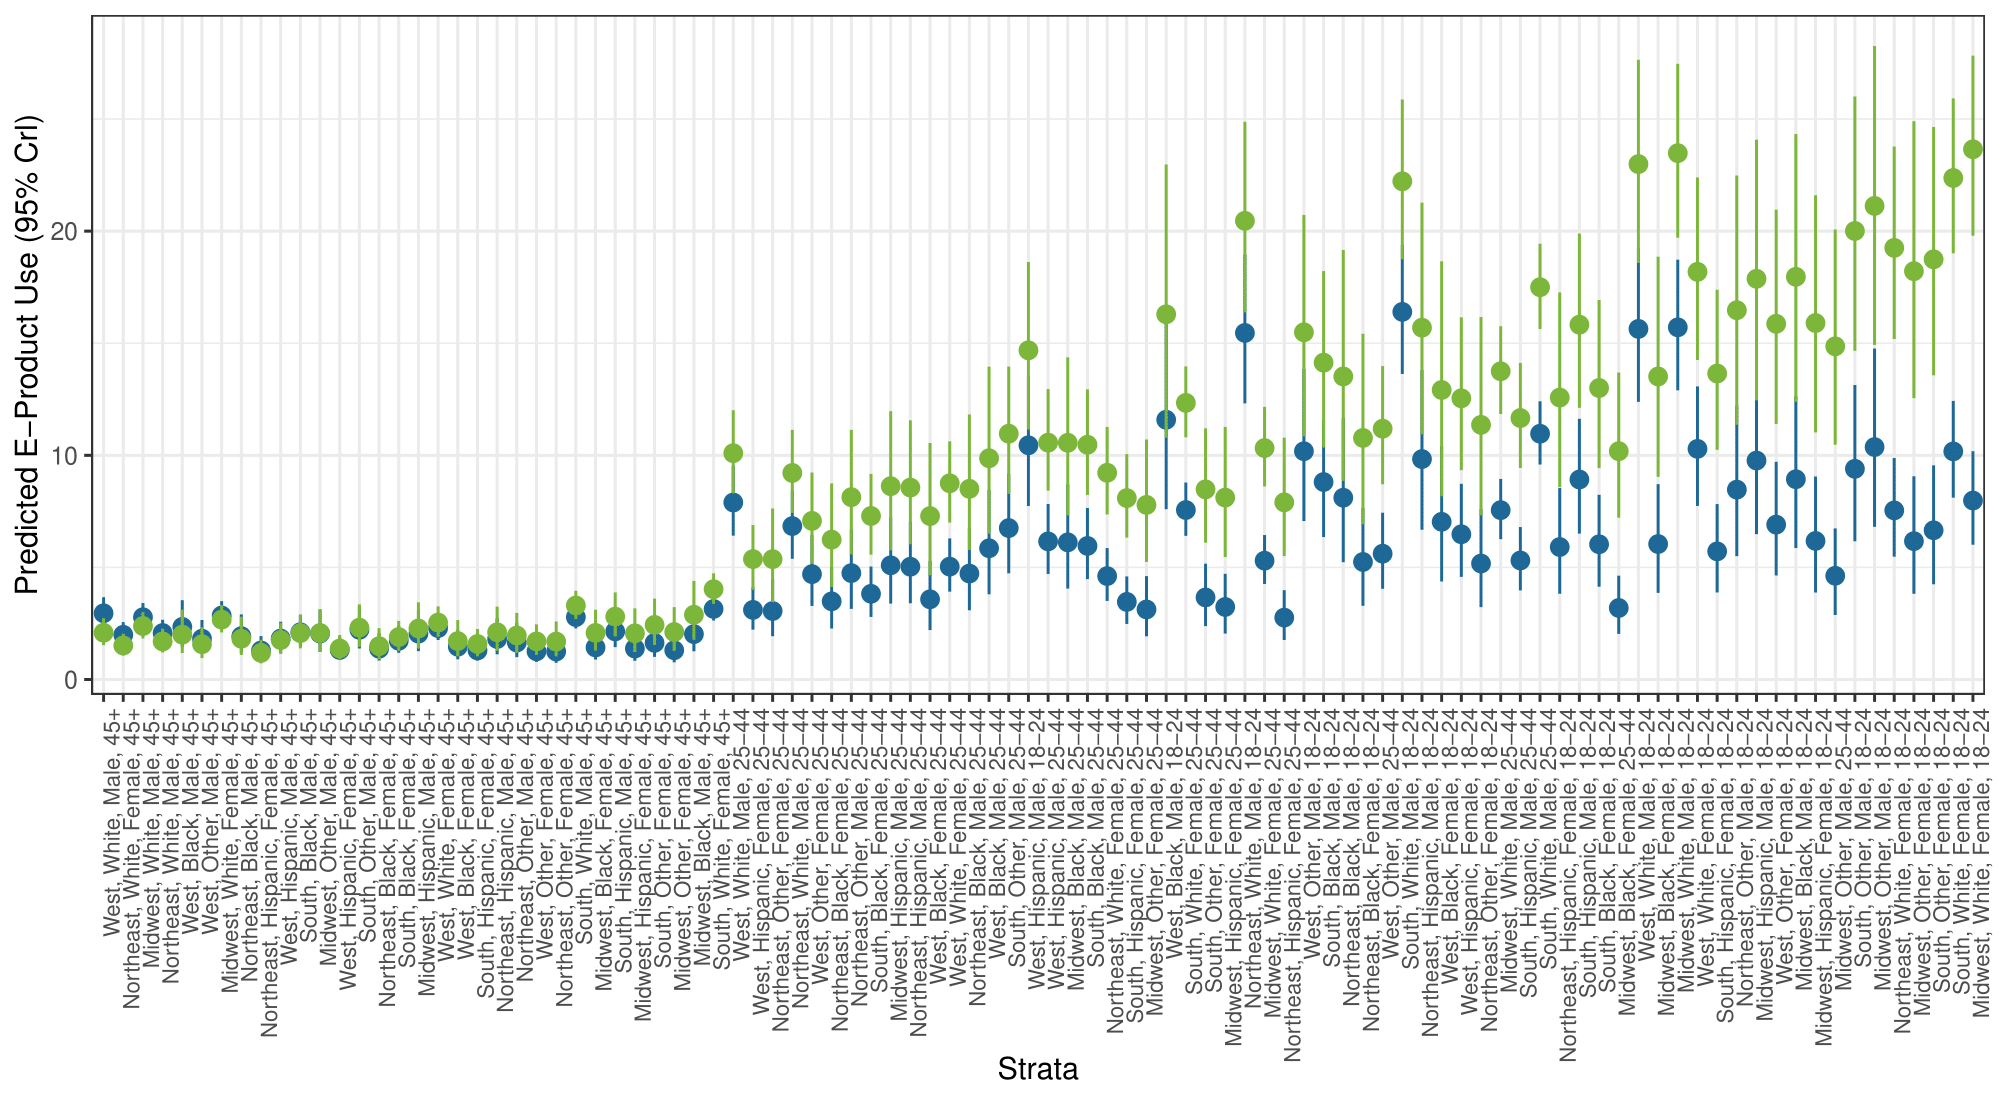 Predicted E−Product Use (95% CrI)
20
10
0
West, White, Male, 45+
Northeast, White, Female, 45+
Midwest, White, Male, 45+
Northeast, White, Male, 45+
West, Black, Male, 45+
West, Other, Male, 45+
Midwest, White, Female, 45+
Northeast, Black, Male, 45+
Northeast, Hispanic, Female, 45+
West, Hispanic, Male, 45+
South, Black, Male, 45+
Midwest, Other, Male, 45+
West, Hispanic, Female, 45+
South, Other, Male, 45+
Northeast, Black, Female, 45+
South, Black, Female, 45+
Midwest, Hispanic, Male, 45+
West, White, Female, 45+
West, Black, Female, 45+
South, Hispanic, Female, 45+
Northeast, Hispanic, Male, 45+
Northeast, Other, Male, 45+
West, Other, Female, 45+
Northeast, Other, Female, 45+
South, White, Male, 45+
Midwest, Black, Female, 45+
South, Hispanic, Male, 45+
Midwest, Hispanic, Female, 45+
South, Other, Female, 45+
Midwest, Other, Female, 45+
Midwest, Black, Male, 45+
South, White, Female, 45+
West, White, Male, 25−44
West, Hispanic, Female, 25−44
Northeast, Other, Female, 25−44
Northeast, White, Male, 25−44
West, Other, Female, 25−44
Northeast, Black, Female, 25−44
Northeast, Other, Male, 25−44
South, Black, Female, 25−44
Midwest, Hispanic, Male, 25−44
Northeast, Hispanic, Male, 25−44
West, Black, Female, 25−44
West, White, Female, 25−44
Northeast, Black, Male, 25−44
West, Black, Male, 25−44
South, Other, Male, 25−44
West, Hispanic, Male, 18−24
West, Hispanic, Male, 25−44
Midwest, Black, Male, 25−44
South, Black, Male, 25−44
Northeast, White, Female, 25−44
South, Hispanic, Female, 25−44
Midwest, Other, Female, 25−44
West, Black, Male, 18−24
South, White, Female, 25−44
South, Other, Female, 25−44
Midwest, Hispanic, Female, 25−44
Northeast, White, Male, 18−24
Midwest, White, Female, 25−44
Northeast, Hispanic, Female, 25−44
West, Other, Male, 18−24
South, Black, Male, 18−24
Northeast, Black, Male, 18−24
Northeast, Black, Female, 18−24
West, Other, Male, 25−44
South, White, Male, 18−24
Northeast, Hispanic, Male, 18−24
West, Black, Female, 18−24
West, Hispanic, Female, 18−24
Northeast, Other, Female, 18−24
Midwest, White, Male, 25−44
South, Hispanic, Male, 25−44
South, White, Male, 25−44
Northeast, Hispanic, Female, 18−24
South, Hispanic, Male, 18−24
South, Black, Female, 18−24
Midwest, Black, Female, 25−44
West, White, Male, 18−24
Midwest, Black, Female, 18−24
Midwest, White, Male, 18−24
West, White, Female, 18−24
South, Hispanic, Female, 18−24
Northeast, Other, Male, 18−24
Midwest, Hispanic, Male, 18−24
West, Other, Female, 18−24
Midwest, Black, Male, 18−24
Midwest, Hispanic, Female, 18−24
Midwest, Other, Male, 25−44
South, Other, Male, 18−24
Midwest, Other, Male, 18−24
Northeast, White, Female, 18−24
Midwest, Other, Female, 18−24
South, Other, Female, 18−24
South, White, Female, 18−24
Midwest, White, Female, 18−24
Strata